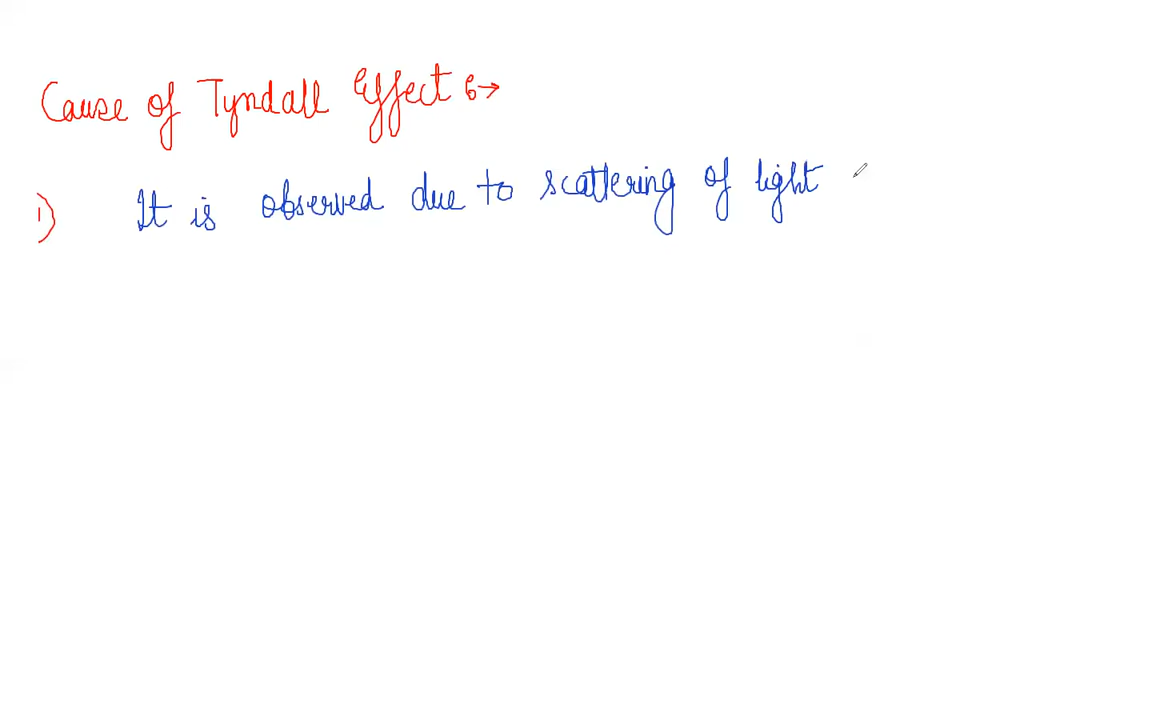 Cause of Tyndall Effect :→
1) It is observed due to scattering of light